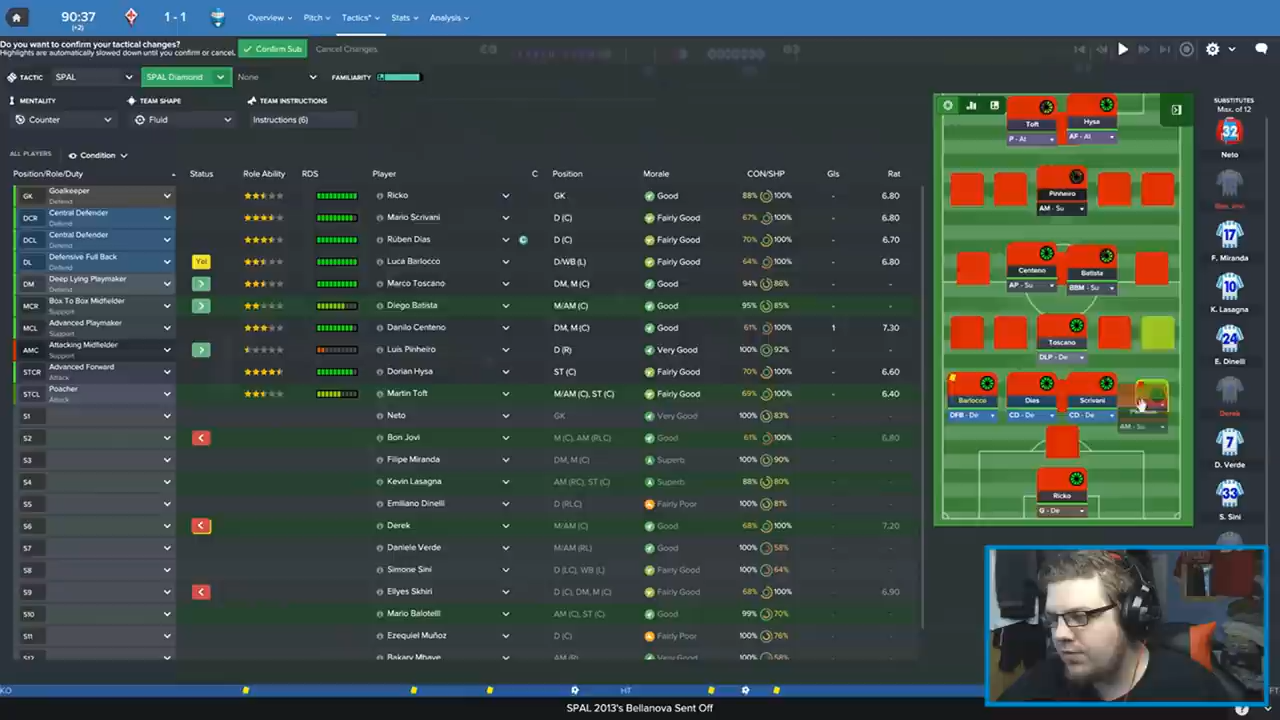 90:37
(+2)
1 - 1
Overview
Pitch
Tactics*
Stats
Analysis
Do you want to confirm your tactical changes?
Highlights are automatically slowed down until you confirm or cancel.
Confirm Sub
Cancel Changes
TACTIC
SPAL
SPAL Diamond
None
FAMILIARITY
MENTALITY
TEAM SHAPE
TEAM INSTRUCTIONS
Counter
Fluid
Instructions (6)
ALL PLAYERS
Condition
Position/Role/Duty
Status
Role Ability
RDS
Player
C
Position
Morale
CON/SHP
Gls
Rat
GK Goalkeeper Defend Ricko GK Good 88% 100% - 6.80
DCR Central Defender Defend Mario Scrivani D (C) Fairly Good 67% 100% - 6.80
DCL Central Defender Defend Rúben Dias C D (C) Fairly Good 70% 100% - 6.70
DL Defensive Full Back Defend Yel Luca Barlocco D/WB (L) Fairly Good 64% 100% - 6.80
DM Deep Lying Playmaker Defend Marco Toscano DM, M (C) Good 94% 86% - -
MCR Box To Box Midfielder Support Diego Batista M/AM (C) Good 95% 85% - -
MCL Advanced Playmaker Support Danilo Centeno DM, M (C) Good 61% 100% 1 7.30
AMC Attacking Midfielder Support Luis Pinheiro D (R) Very Good 100% 92% - -
STCR Advanced Forward Attack Dorian Hysa ST (C) Good 70% 100% - 6.60
STCL Poacher Attack Martin Toft M/AM (C), ST (C) Fairly Good 69% 100% - 6.40
S1 Neto GK Very Good 100% 83% - -
S2 Bon Jovi M (C), AM (RLC) Good 61% 100% - 6.80
S3 Filipe Miranda DM, M (C) Superb 100% 90% - -
S4 Kevin Lasagna AM (RC), ST (C) Superb 88% 80% - -
S5 Emiliano Dinelli D (RLC) Fairly Poor 100% 81% - -
S6 Derek M/AM (C) Good 68% 100% - 7.20
S7 Daniele Verde M/AM (RL) Good 100% 58% - -
S8 Simone Sini D (LC), WB (L) Fairly Good 100% 64% - -
S9 Ellyes Skhiri D (C), DM, M (C) Fairly Good 68% 100% - 6.90
S10 Mario Balotelli AM (C), ST (C) Good 99% 70% - -
S11 Ezequiel Muñoz D (C) Fairly Poor 100% 76% - -
S12 Bakary Mbaye AM (R) Very Good 100% 58%
Toft
P - At
Hysa
AF - At
Pinheiro
AM - Su
Centeno
AP - Su
Batista
BBM - Su
Toscano
DLP - De
Barlocco
DFB - De
Dias
CD - De
Scrivani
CD - De
AM - Su
Ricko
G - De
SUBSTITUTES
Max. of 12
32
Neto
Bon Jovi
17
F. Miranda
10
K. Lasagna
24
E. Dinelli
Derek
7
D. Verde
33
S. Sini
KO
HT
FT
SPAL 2013's Bellanova Sent Off